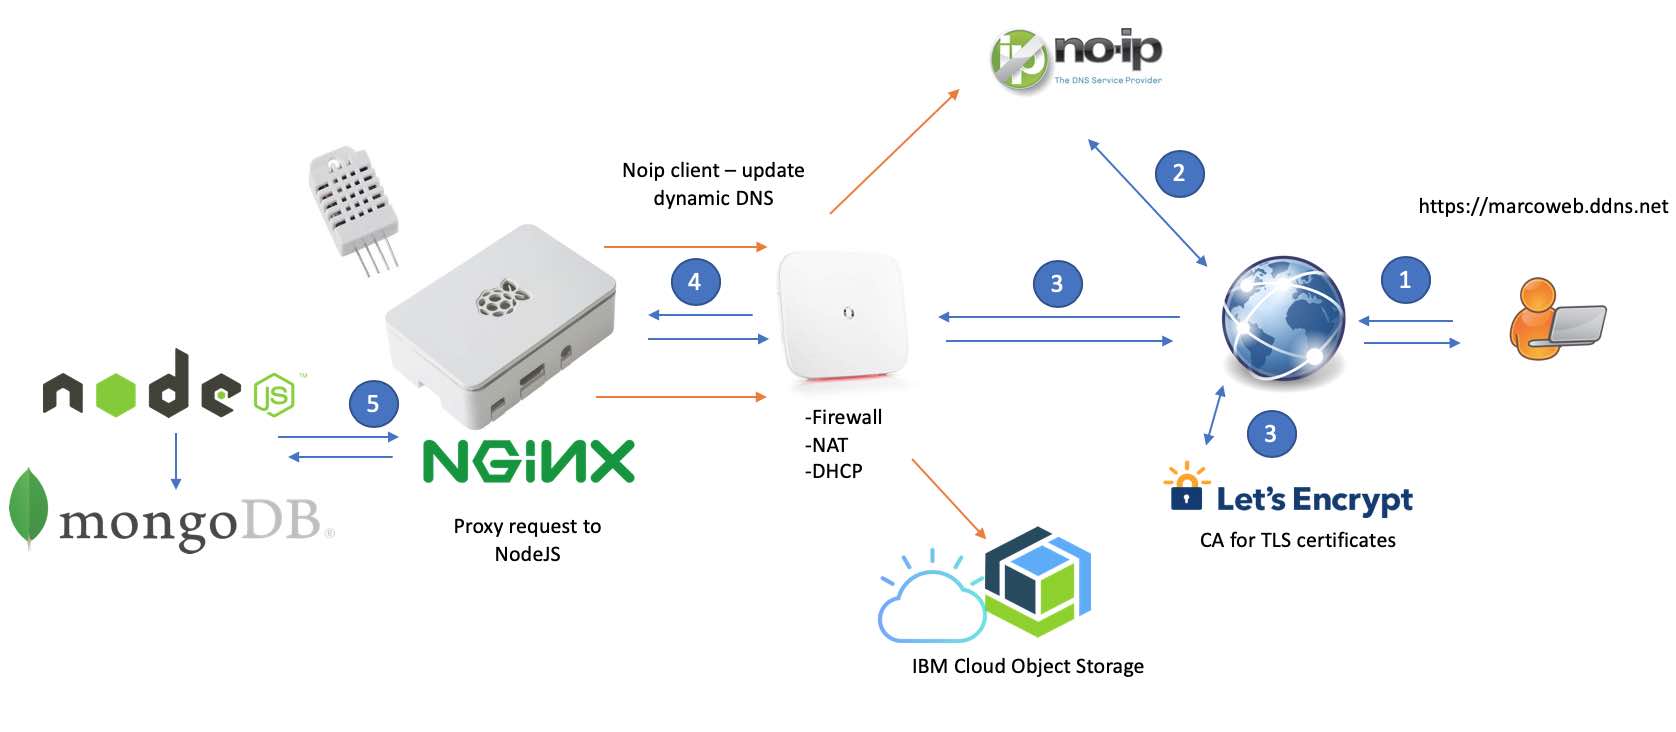 ip no-ip
The DNS Service Provider
Noip client – update
dynamic DNS
2
https://marcoweb.ddns.net
4
3
1
node JS™
5
-Firewall
-NAT
-DHCP
3
NGINX
mongoDB®
Let's Encrypt
CA for TLS certificates
Proxy request to
NodeJS
IBM Cloud Object Storage